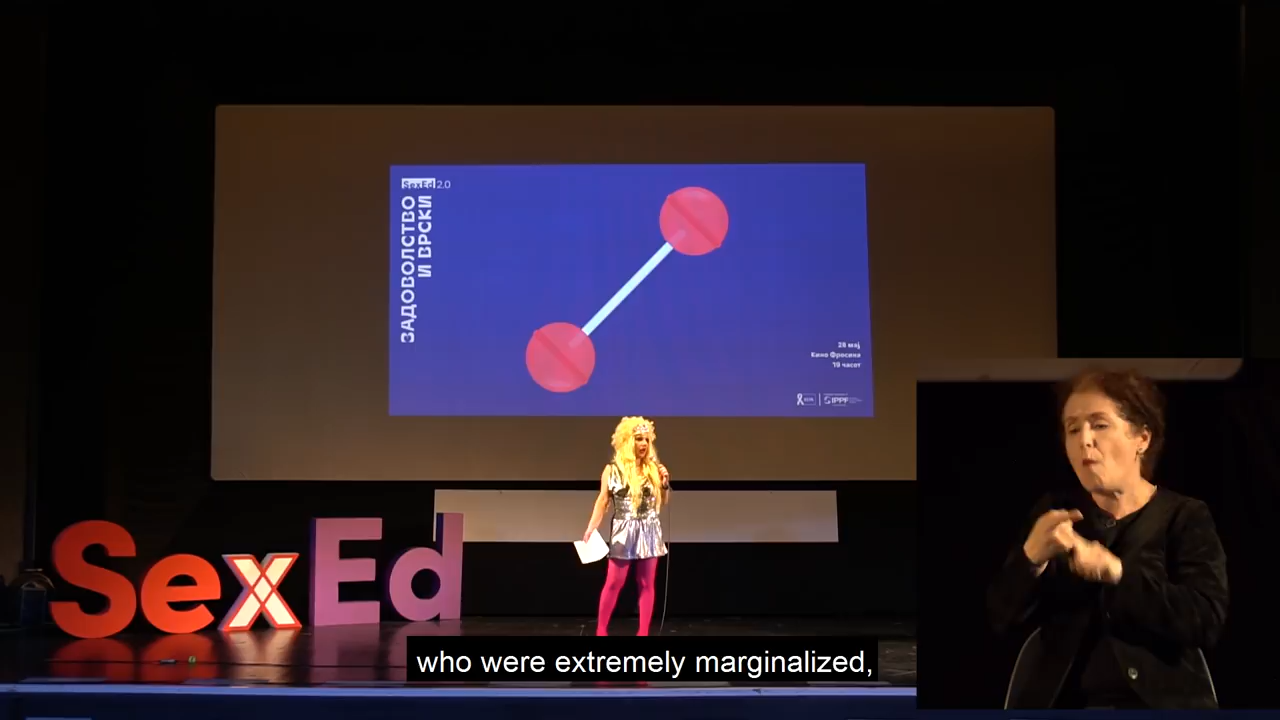 SexEd 2.0
ЗАДОВОЛСТВО
И ВРСКИ
28 мај
Кино Фросина
19 часот
IPPF
SexEd
who were extremely marginalized,